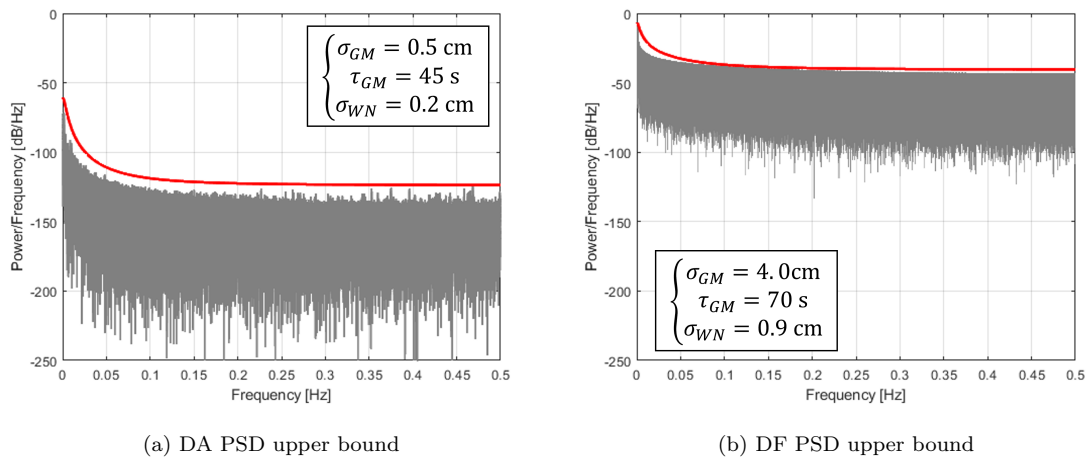 0
-50
-100
-150
-200
-250
Power/Frequency [dB/Hz]
σ_GM = 0.5 cm
τ_GM = 45 s
σ_WN = 0.2 cm
0 0.05 0.1 0.15 0.2 0.25 0.3 0.35 0.4 0.45 0.5
Frequency [Hz]
(a) DA PSD upper bound
0
-50
-100
-150
-200
-250
Power/Frequency [dB/Hz]
σ_GM = 4.0cm
τ_GM = 70 s
σ_WN = 0.9 cm
0 0.05 0.1 0.15 0.2 0.25 0.3 0.35 0.4 0.45 0.5
Frequency [Hz]
(b) DF PSD upper bound